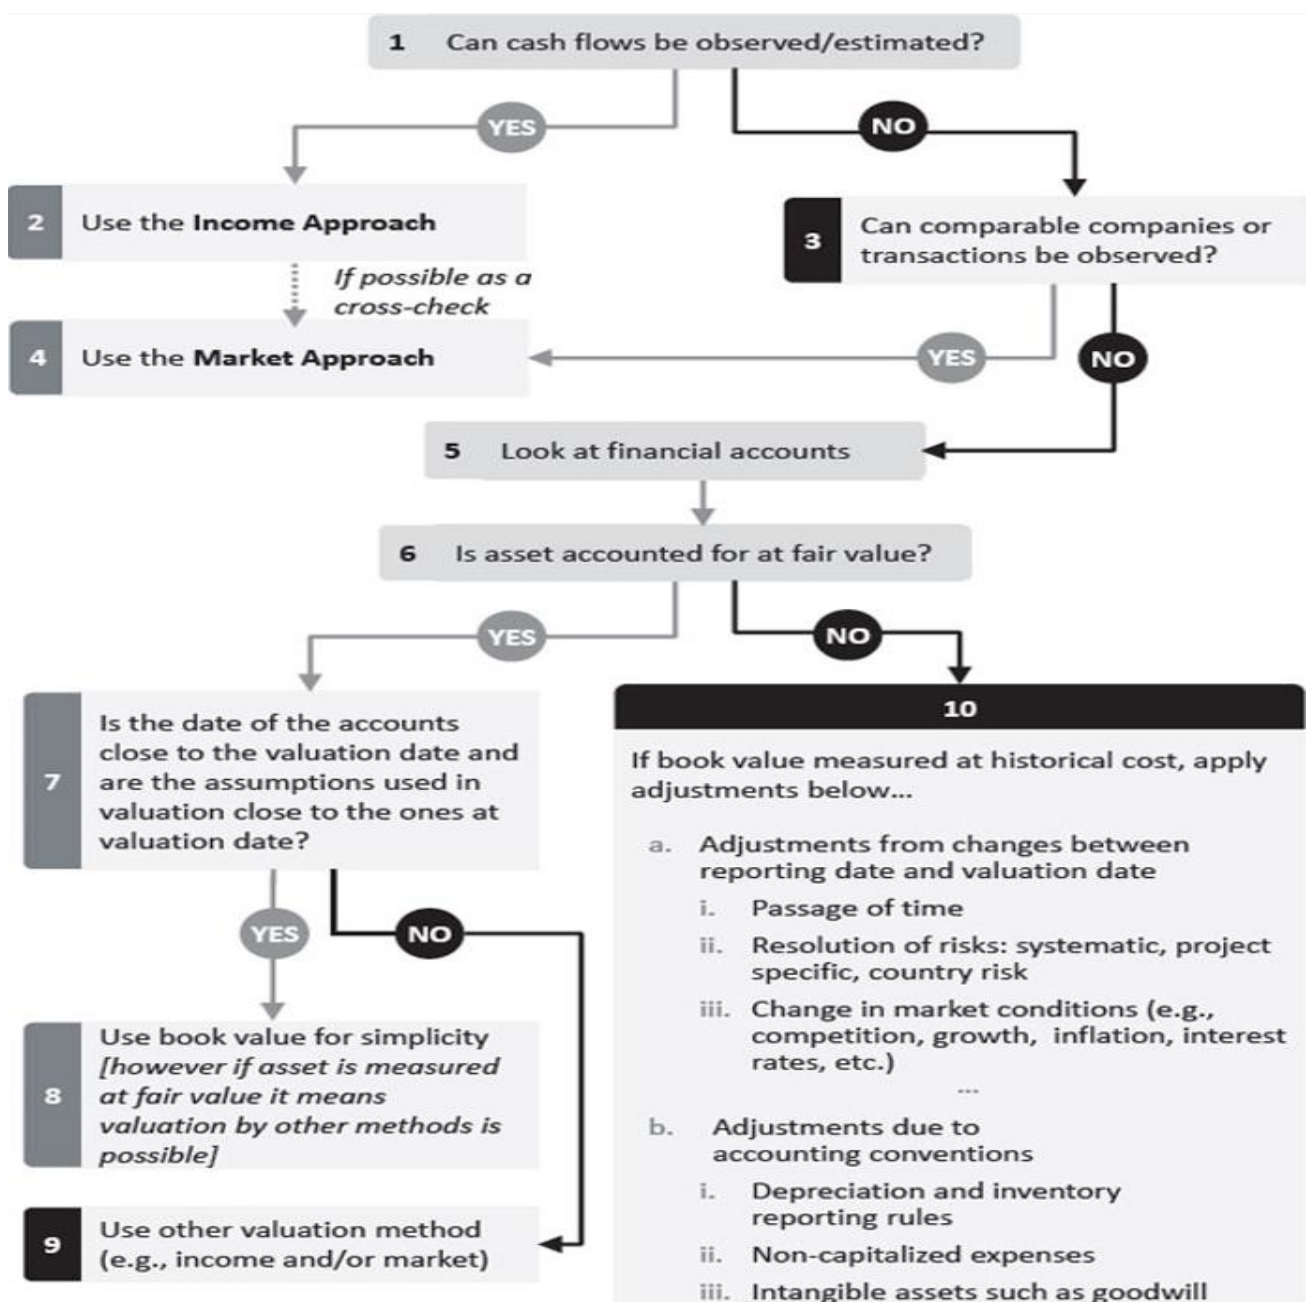 1 Can cash flows be observed/estimated?
YES
NO
2 Use the Income Approach
3 Can comparable companies or
transactions be observed?
If possible as a
cross-check
4 Use the Market Approach
YES
NO
5 Look at financial accounts
6 Is asset accounted for at fair value?
YES
NO
7 Is the date of the accounts
close to the valuation date and
are the assumptions used in
valuation close to the ones at
valuation date?
YES
NO
8 Use book value for simplicity
[however if asset is measured
at fair value it means
valuation by other methods is
possible]
9 Use other valuation method
(e.g., income and/or market)
10
If book value measured at historical cost, apply
adjustments below...
a. Adjustments from changes between
reporting date and valuation date
i. Passage of time
ii. Resolution of risks: systematic, project
specific, country risk
iii. Change in market conditions (e.g.,
competition, growth, inflation, interest
rates, etc.)
...
b. Adjustments due to
accounting conventions
i. Depreciation and inventory
reporting rules
ii. Non-capitalized expenses
iii. Intangible assets such as goodwill